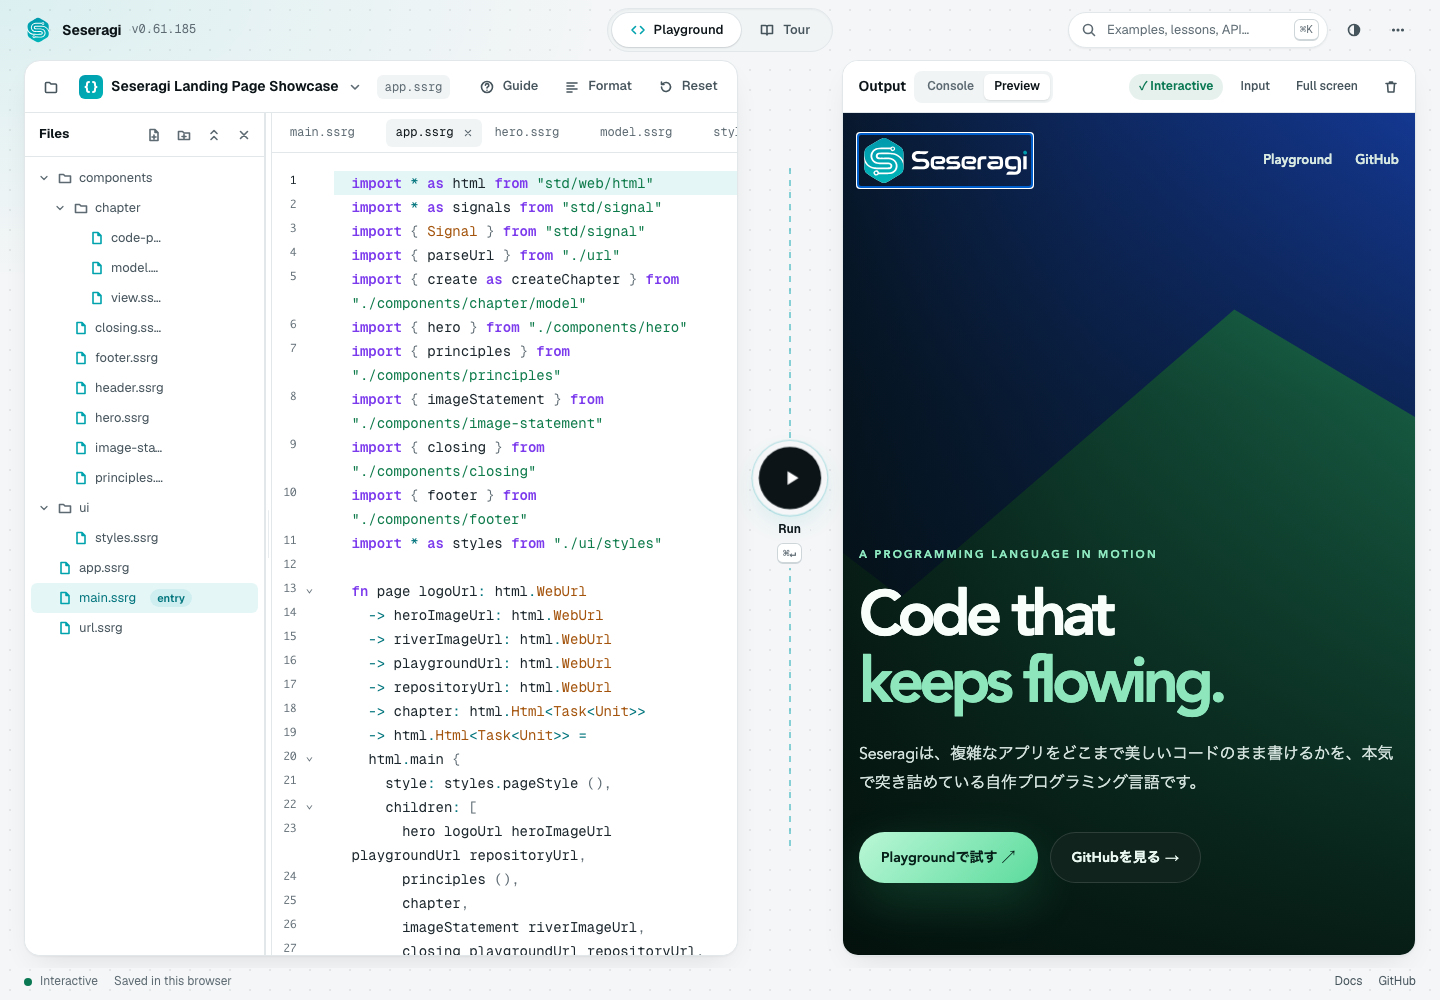 Seseragi v0.61.185
Playground
Tour
Examples, lessons, API...
⌘K
Seseragi Landing Page Showcase
app.ssrg
Guide
Format
Reset
Files
components
chapter
code-p...
model....
view.ss...
closing.ss...
footer.ssrg
header.ssrg
hero.ssrg
image-sta...
principles....
ui
styles.ssrg
app.ssrg
main.ssrg entry
url.ssrg
main.ssrg
app.ssrg ×
hero.ssrg
model.ssrg
styl
1 import * as html from "std/web/html"
2 import * as signals from "std/signal"
3 import { Signal } from "std/signal"
4 import { parseUrl } from "./url"
5 import { create as createChapter } from
"./components/chapter/model"
6 import { hero } from "./components/hero"
7 import { principles } from
"./components/principles"
8 import { imageStatement } from
"./components/image-statement"
9 import { closing } from
"./components/closing"
10 import { footer } from
"./components/footer"
11 import * as styles from "./ui/styles"
12
13 fn page logoUrl: html.WebUrl
14 -> heroImageUrl: html.WebUrl
15 -> riverImageUrl: html.WebUrl
16 -> playgroundUrl: html.WebUrl
17 -> repositoryUrl: html.WebUrl
18 -> chapter: html.Html<Task<Unit>>
19 -> html.Html<Task<Unit>> =
20 html.main {
21 style: styles.pageStyle (),
22 children: [
23 hero logoUrl heroImageUrl
playgroundUrl repositoryUrl,
24 principles (),
25 chapter,
26 imageStatement riverImageUrl,
27 closing playgroundUrl repositoryUrl,
Run
⌘↵
Output
Console
Preview
✓ Interactive
Input
Full screen
Seseragi
Playground
GitHub
A PROGRAMMING LANGUAGE IN MOTION
Code that
keeps flowing.
Seseragiは、複雑なアプリをどこまで美しいコードのまま書けるかを、本気
で突き詰めている自作プログラミング言語です。
Playgroundで試す ↗
GitHubを見る →
Interactive
Saved in this browser
Docs
GitHub